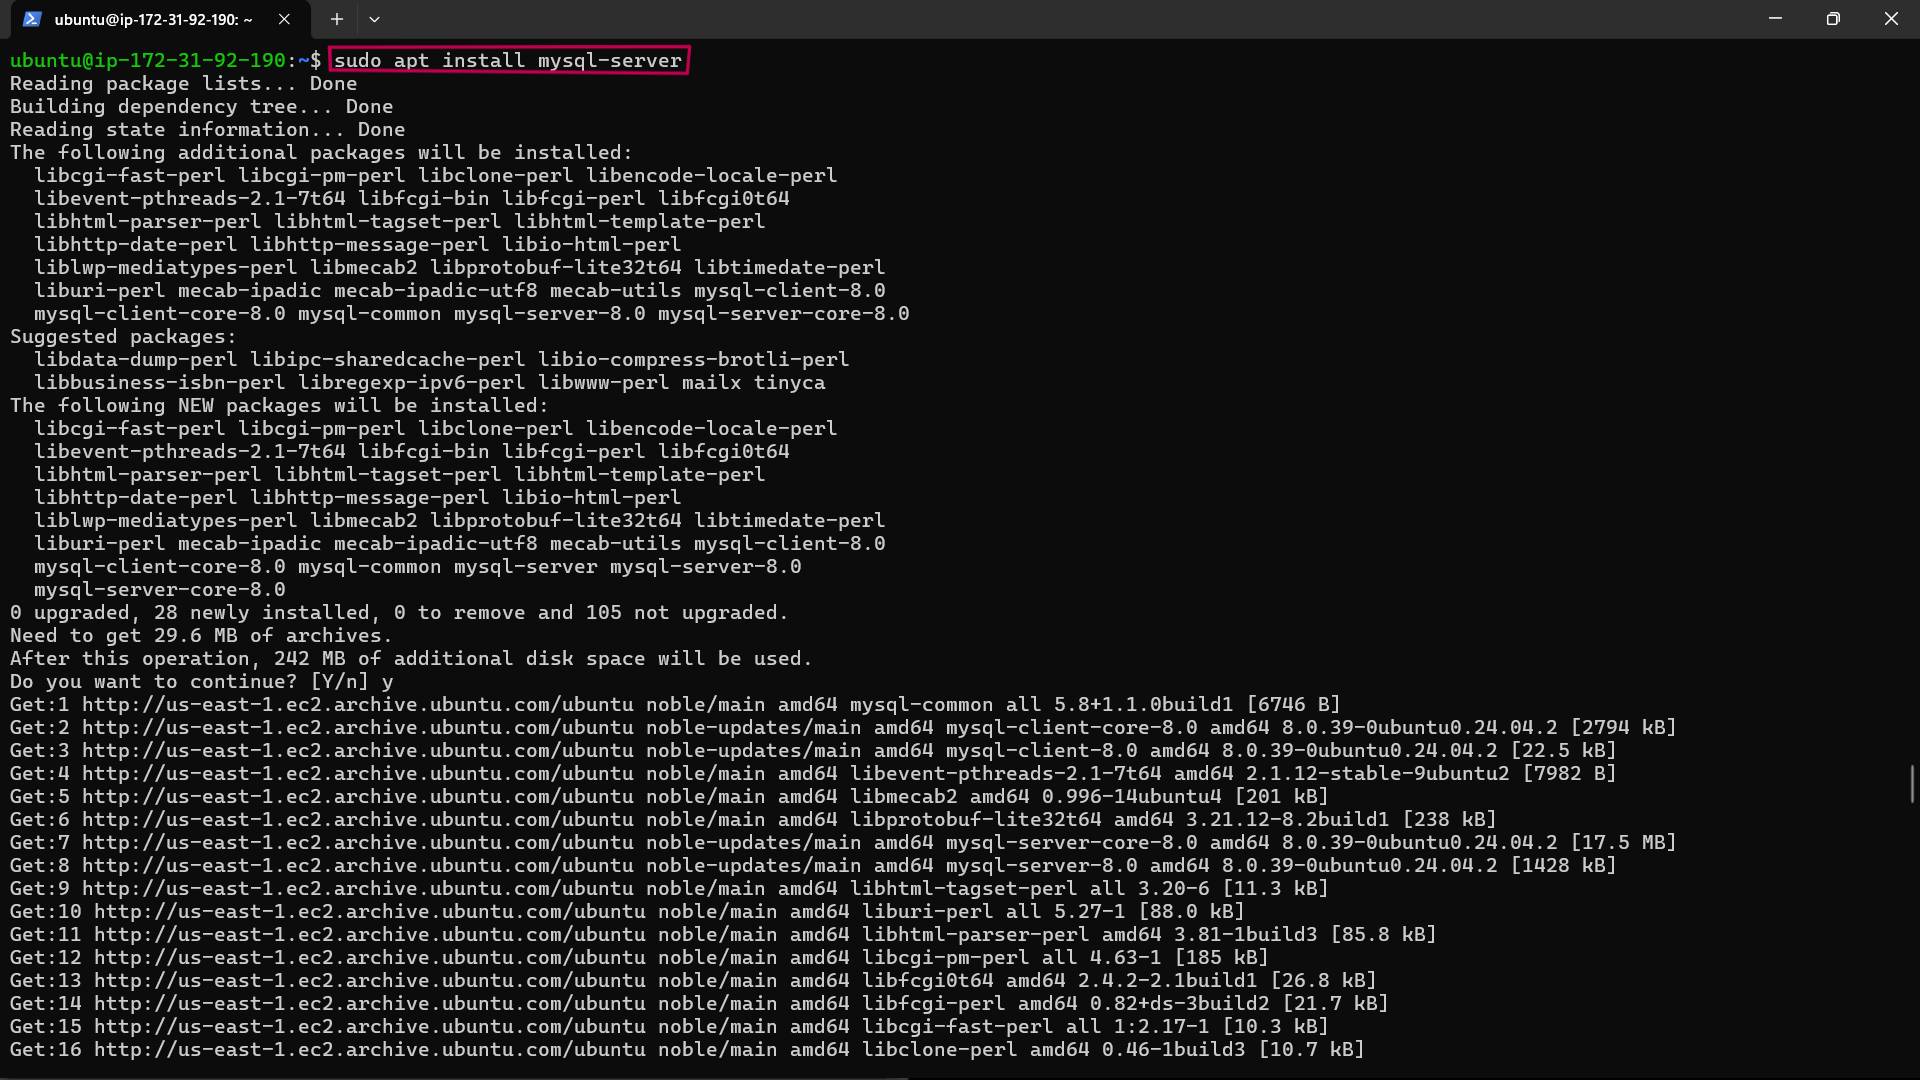 ubuntu@ip-172-31-92-190: ~
ubuntu@ip-172-31-92-190:~$ sudo apt install mysql-server
Reading package lists... Done
Building dependency tree... Done
Reading state information... Done
The following additional packages will be installed:
  libcgi-fast-perl libcgi-pm-perl libclone-perl libencode-locale-perl
  libevent-pthreads-2.1-7t64 libfcgi-bin libfcgi-perl libfcgi0t64
  libhtml-parser-perl libhtml-tagset-perl libhtml-template-perl
  libhttp-date-perl libhttp-message-perl libio-html-perl
  liblwp-mediatypes-perl libmecab2 libprotobuf-lite32t64 libtimedate-perl
  liburi-perl mecab-ipadic mecab-ipadic-utf8 mecab-utils mysql-client-8.0
  mysql-client-core-8.0 mysql-common mysql-server-8.0 mysql-server-core-8.0
Suggested packages:
  libdata-dump-perl libipc-sharedcache-perl libio-compress-brotli-perl
  libbusiness-isbn-perl libregexp-ipv6-perl libwww-perl mailx tinyca
The following NEW packages will be installed:
  libcgi-fast-perl libcgi-pm-perl libclone-perl libencode-locale-perl
  libevent-pthreads-2.1-7t64 libfcgi-bin libfcgi-perl libfcgi0t64
  libhtml-parser-perl libhtml-tagset-perl libhtml-template-perl
  libhttp-date-perl libhttp-message-perl libio-html-perl
  liblwp-mediatypes-perl libmecab2 libprotobuf-lite32t64 libtimedate-perl
  liburi-perl mecab-ipadic mecab-ipadic-utf8 mecab-utils mysql-client-8.0
  mysql-client-core-8.0 mysql-common mysql-server mysql-server-8.0
  mysql-server-core-8.0
0 upgraded, 28 newly installed, 0 to remove and 105 not upgraded.
Need to get 29.6 MB of archives.
After this operation, 242 MB of additional disk space will be used.
Do you want to continue? [Y/n] y
Get:1 http://us-east-1.ec2.archive.ubuntu.com/ubuntu noble/main amd64 mysql-common all 5.8+1.1.0build1 [6746 B]
Get:2 http://us-east-1.ec2.archive.ubuntu.com/ubuntu noble-updates/main amd64 mysql-client-core-8.0 amd64 8.0.39-0ubuntu0.24.04.2 [2794 kB]
Get:3 http://us-east-1.ec2.archive.ubuntu.com/ubuntu noble-updates/main amd64 mysql-client-8.0 amd64 8.0.39-0ubuntu0.24.04.2 [22.5 kB]
Get:4 http://us-east-1.ec2.archive.ubuntu.com/ubuntu noble/main amd64 libevent-pthreads-2.1-7t64 amd64 2.1.12-stable-9ubuntu2 [7982 B]
Get:5 http://us-east-1.ec2.archive.ubuntu.com/ubuntu noble/main amd64 libmecab2 amd64 0.996-14ubuntu4 [201 kB]
Get:6 http://us-east-1.ec2.archive.ubuntu.com/ubuntu noble/main amd64 libprotobuf-lite32t64 amd64 3.21.12-8.2build1 [238 kB]
Get:7 http://us-east-1.ec2.archive.ubuntu.com/ubuntu noble-updates/main amd64 mysql-server-core-8.0 amd64 8.0.39-0ubuntu0.24.04.2 [17.5 MB]
Get:8 http://us-east-1.ec2.archive.ubuntu.com/ubuntu noble-updates/main amd64 mysql-server-8.0 amd64 8.0.39-0ubuntu0.24.04.2 [1428 kB]
Get:9 http://us-east-1.ec2.archive.ubuntu.com/ubuntu noble/main amd64 libhtml-tagset-perl all 3.20-6 [11.3 kB]
Get:10 http://us-east-1.ec2.archive.ubuntu.com/ubuntu noble/main amd64 liburi-perl all 5.27-1 [88.0 kB]
Get:11 http://us-east-1.ec2.archive.ubuntu.com/ubuntu noble/main amd64 libhtml-parser-perl amd64 3.81-1build3 [85.8 kB]
Get:12 http://us-east-1.ec2.archive.ubuntu.com/ubuntu noble/main amd64 libcgi-pm-perl all 4.63-1 [185 kB]
Get:13 http://us-east-1.ec2.archive.ubuntu.com/ubuntu noble/main amd64 libfcgi0t64 amd64 2.4.2-2.1build1 [26.8 kB]
Get:14 http://us-east-1.ec2.archive.ubuntu.com/ubuntu noble/main amd64 libfcgi-perl amd64 0.82+ds-3build2 [21.7 kB]
Get:15 http://us-east-1.ec2.archive.ubuntu.com/ubuntu noble/main amd64 libcgi-fast-perl all 1:2.17-1 [10.3 kB]
Get:16 http://us-east-1.ec2.archive.ubuntu.com/ubuntu noble/main amd64 libclone-perl amd64 0.46-1build3 [10.7 kB]